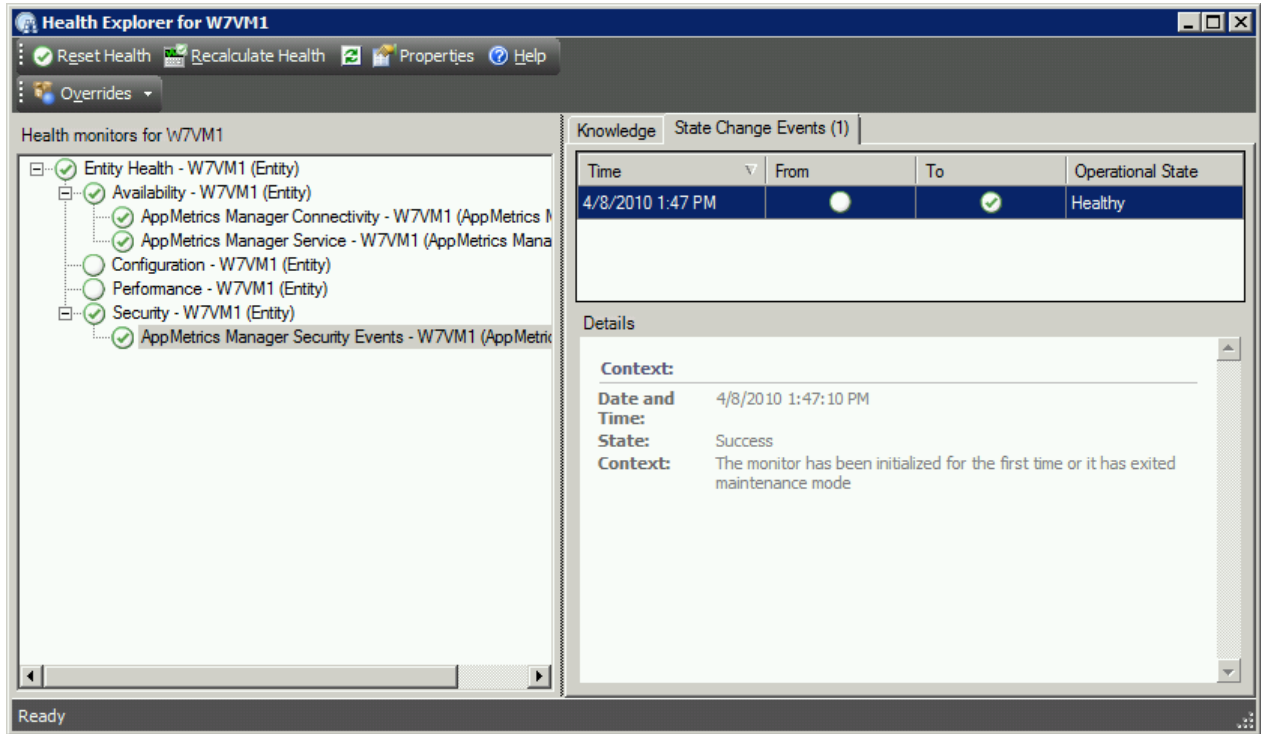 Health Explorer for W7VM1
Reset Health Recalculate Health Properties Help
Overrides
Health monitors for W7VM1
Entity Health - W7VM1 (Entity)
Availability - W7VM1 (Entity)
AppMetrics Manager Connectivity - W7VM1 (AppMetrics M
AppMetrics Manager Service - W7VM1 (AppMetrics Mana
Configuration - W7VM1 (Entity)
Performance - W7VM1 (Entity)
Security - W7VM1 (Entity)
AppMetrics Manager Security Events - W7VM1 (AppMetric
Knowledge State Change Events (1)
Time From To Operational State
4/8/2010 1:47 PM Healthy
Details
Context:
Date and Time: 4/8/2010 1:47:10 PM
State: Success
Context: The monitor has been initialized for the first time or it has exited
maintenance mode
Ready